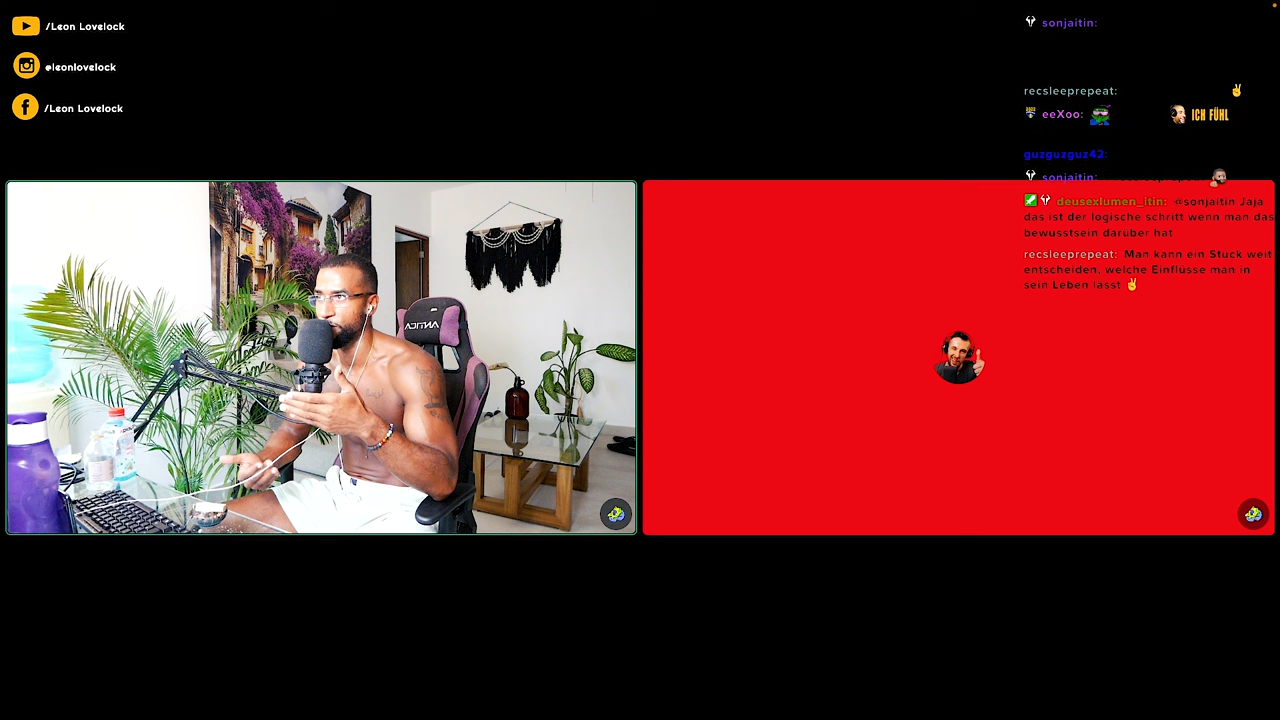 /Leon Lovelock
@leonlovelock
/Leon Lovelock
sonjaitin:
recsleeprepeat: ✌
eeXoo: ICH FÜHL
guzguzguz42:
sonjaitin:
deusexlumen_itin: @sonjaitin Jaja
das ist der logische schritt wenn man das
bewusstsein darüber hat
recsleeprepeat: Man kann ein Stück weit
entscheiden, welche Einflüsse man in
sein Leben lässt ✌